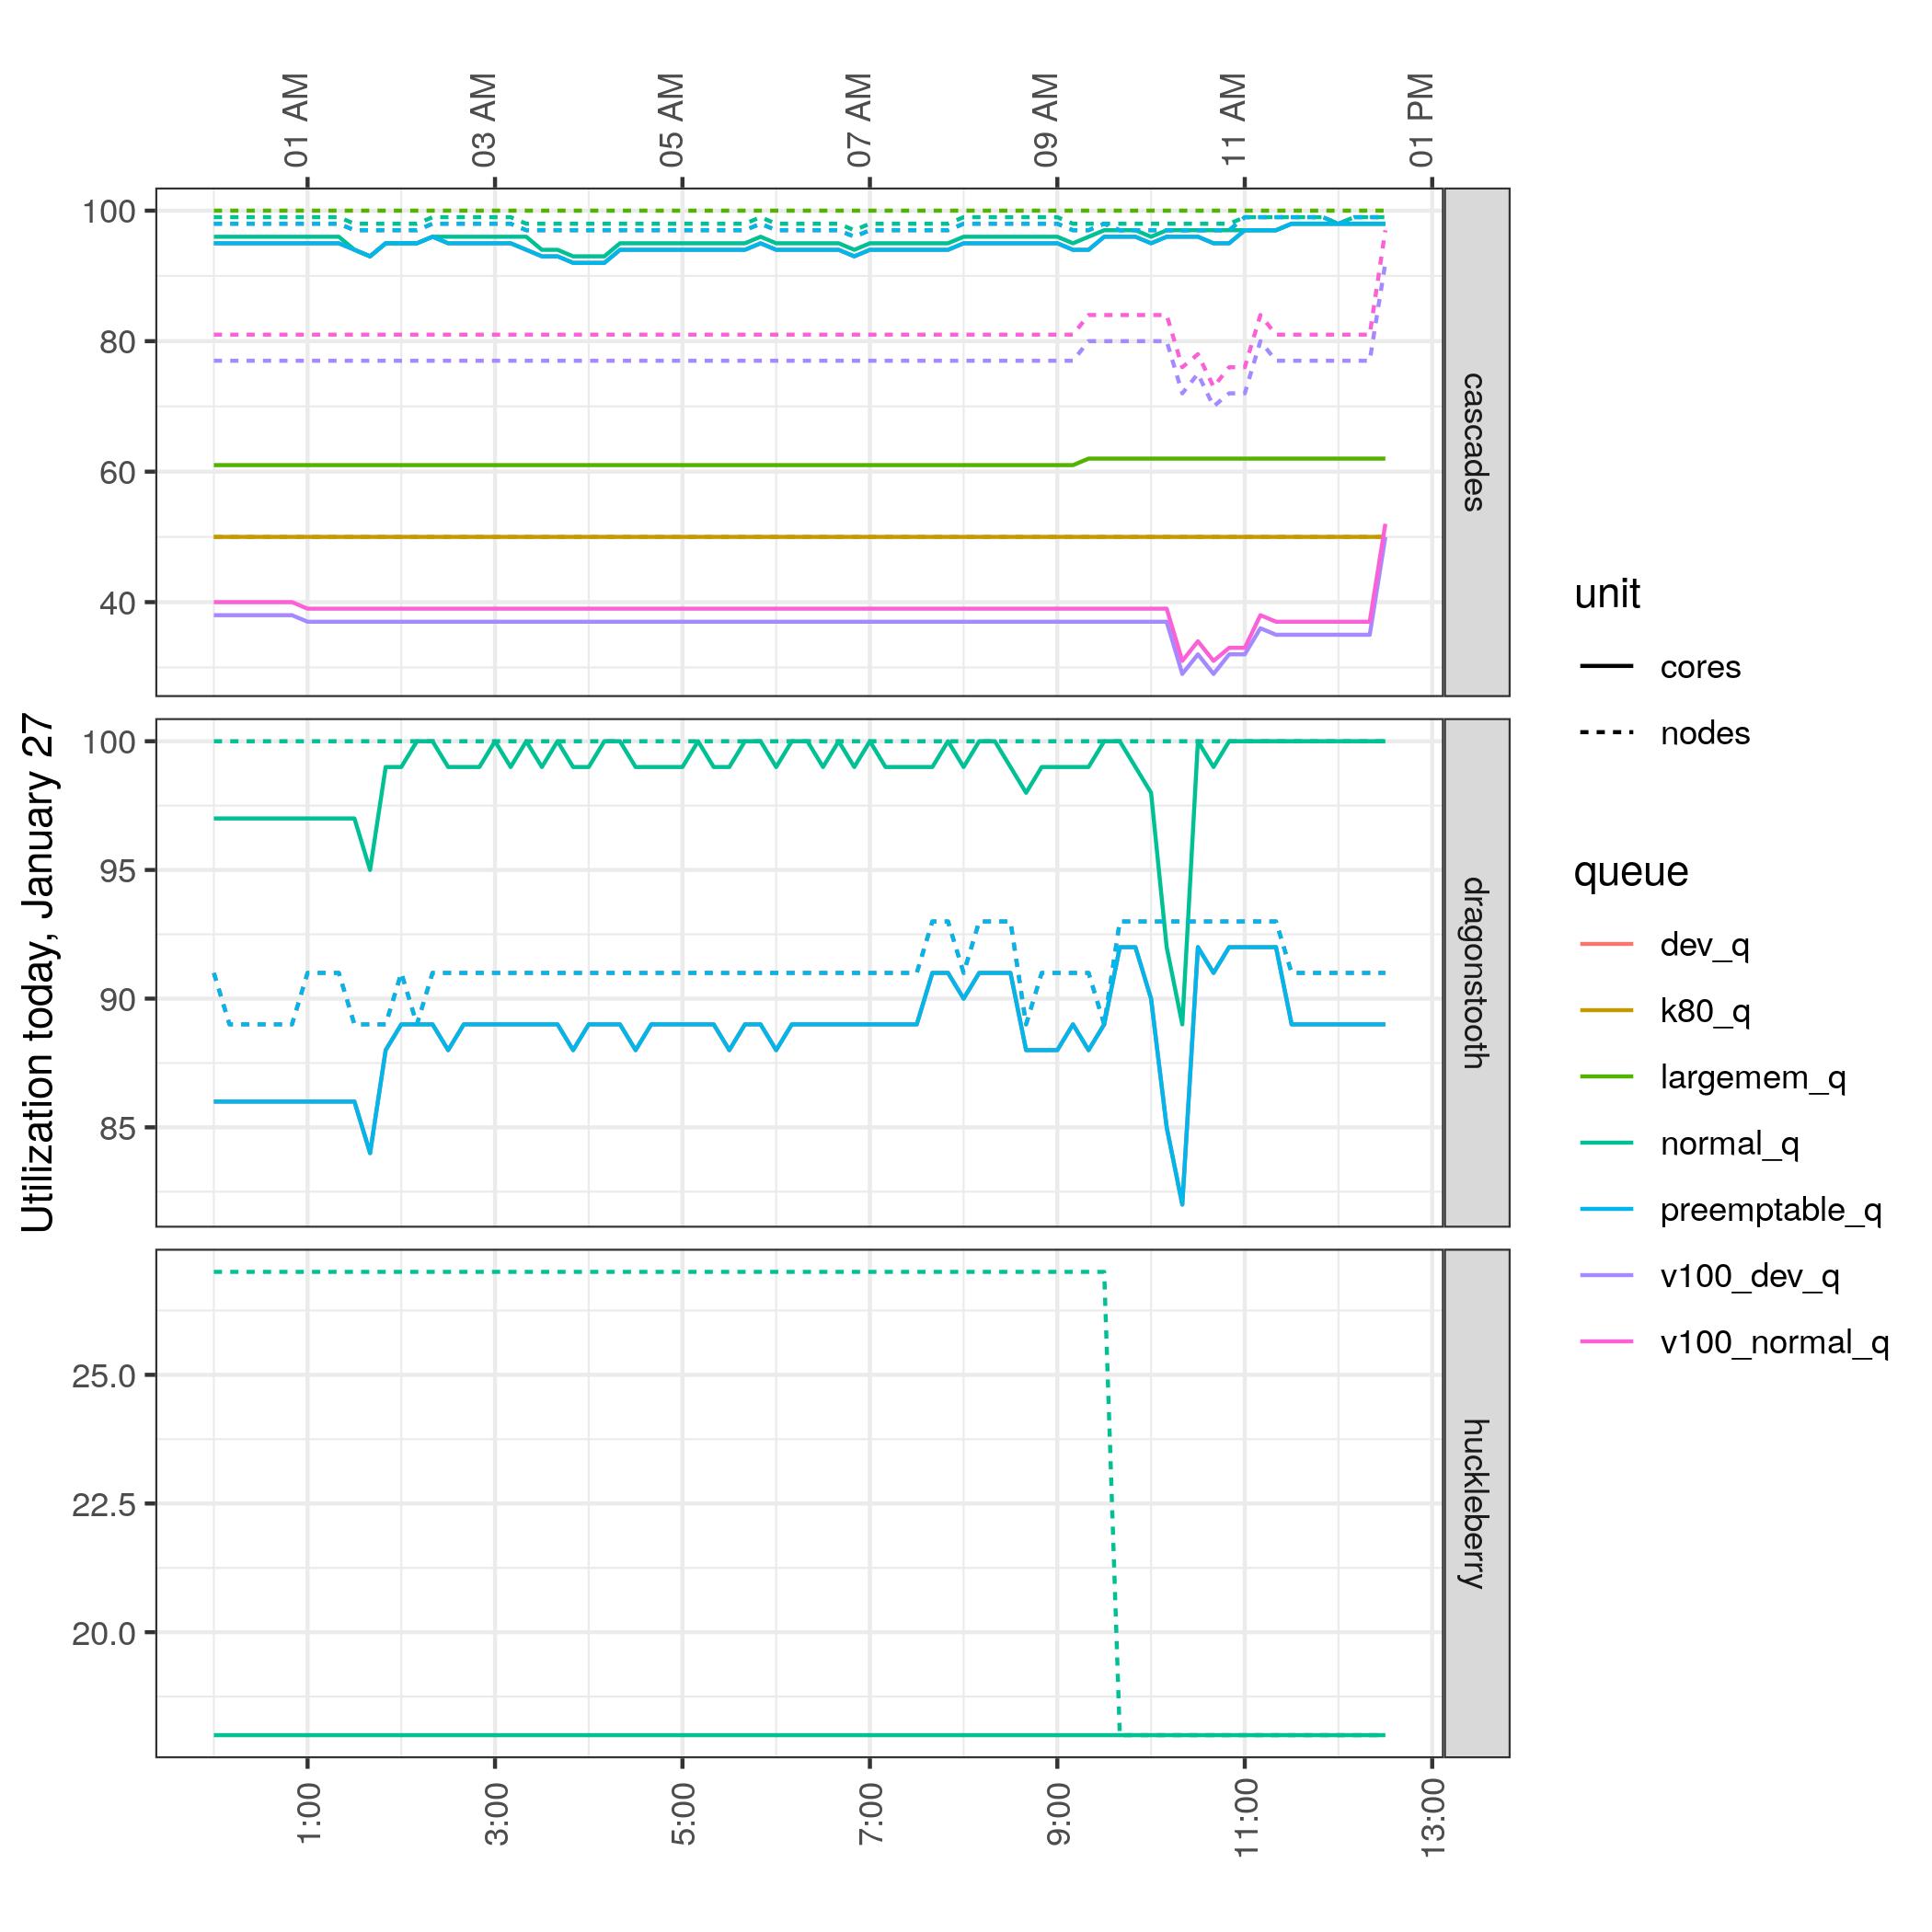 01 AM
03 AM
05 AM
07 AM
09 AM
11 AM
01 PM
Utilization today, January 27
100
80
60
40
cascades
100
95
90
85
dragonstooth
25.0
22.5
20.0
huckleberry
1:00
3:00
5:00
7:00
9:00
11:00
13:00
unit
cores
nodes
queue
dev_q
k80_q
largemem_q
normal_q
preemptable_q
v100_dev_q
v100_normal_q